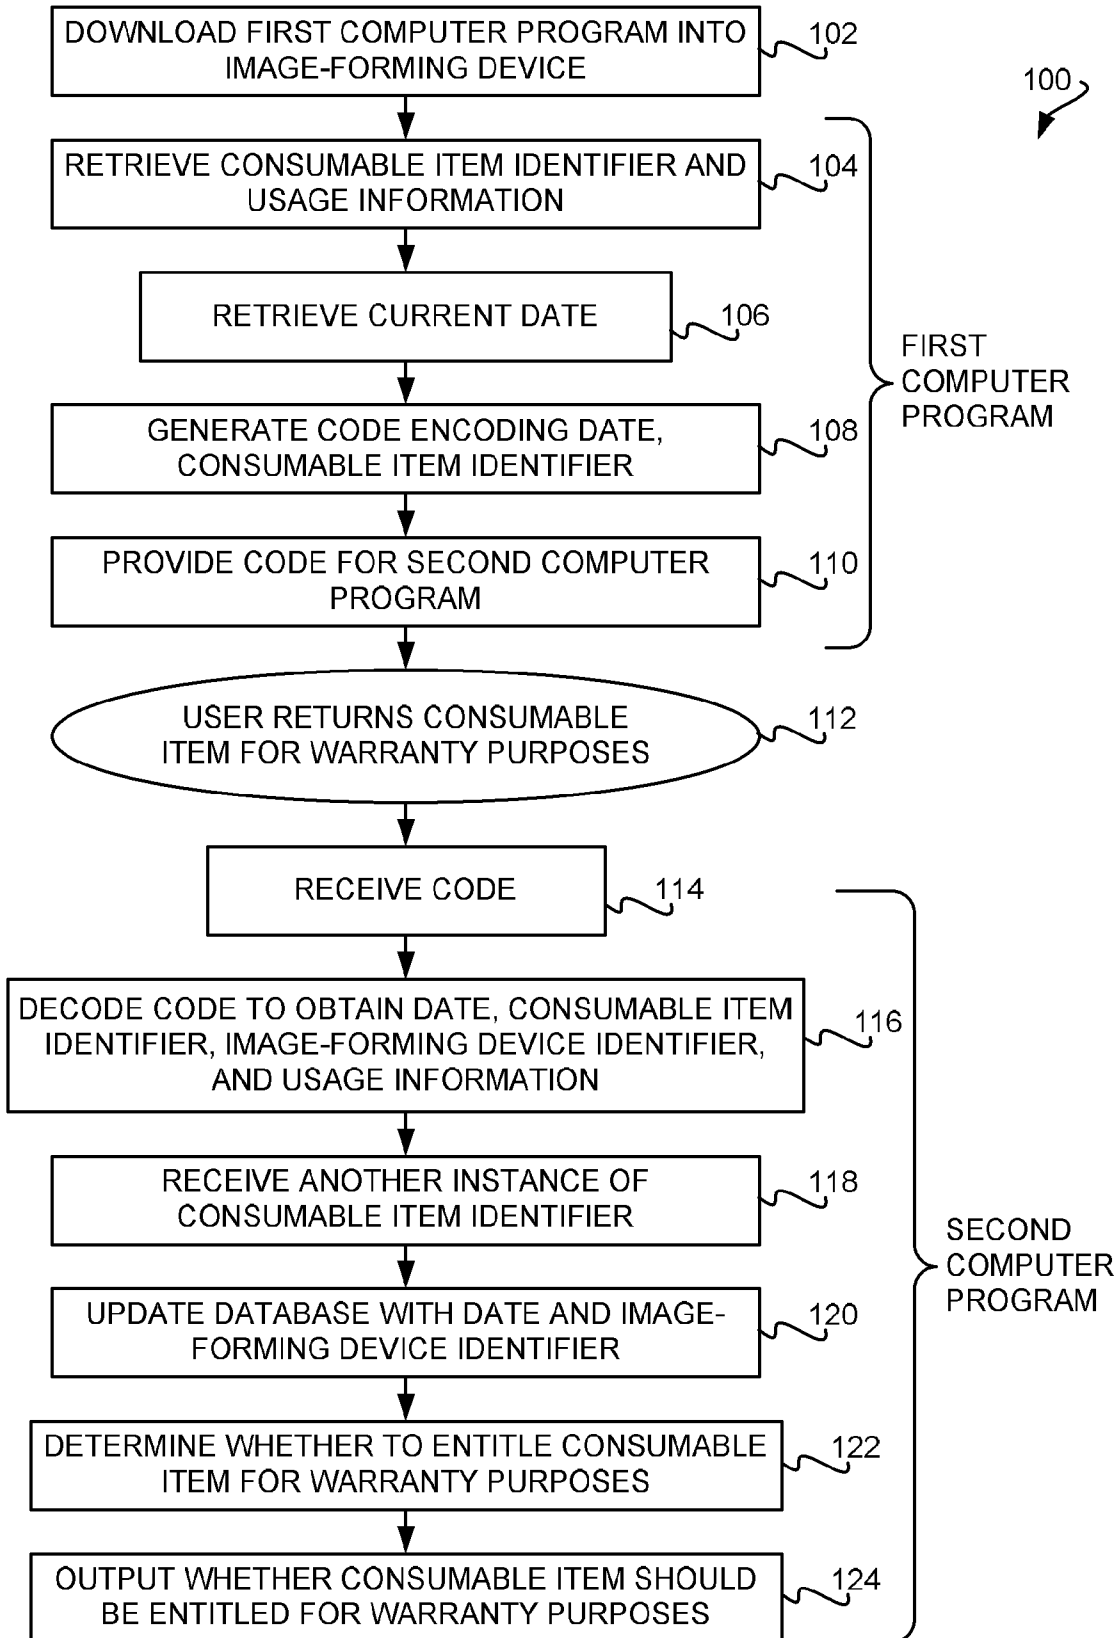 DOWNLOAD FIRST COMPUTER PROGRAM INTO
IMAGE-FORMING DEVICE
102
100
RETRIEVE CONSUMABLE ITEM IDENTIFIER AND
USAGE INFORMATION
104
RETRIEVE CURRENT DATE
106
FIRST
COMPUTER
PROGRAM
GENERATE CODE ENCODING DATE,
CONSUMABLE ITEM IDENTIFIER
108
PROVIDE CODE FOR SECOND COMPUTER
PROGRAM
110
USER RETURNS CONSUMABLE
ITEM FOR WARRANTY PURPOSES
112
RECEIVE CODE
114
DECODE CODE TO OBTAIN DATE, CONSUMABLE ITEM
IDENTIFIER, IMAGE-FORMING DEVICE IDENTIFIER,
AND USAGE INFORMATION
116
RECEIVE ANOTHER INSTANCE OF
CONSUMABLE ITEM IDENTIFIER
118
SECOND
COMPUTER
PROGRAM
UPDATE DATABASE WITH DATE AND IMAGE-
FORMING DEVICE IDENTIFIER
120
DETERMINE WHETHER TO ENTITLE CONSUMABLE
ITEM FOR WARRANTY PURPOSES
122
OUTPUT WHETHER CONSUMABLE ITEM SHOULD
BE ENTITLED FOR WARRANTY PURPOSES
124